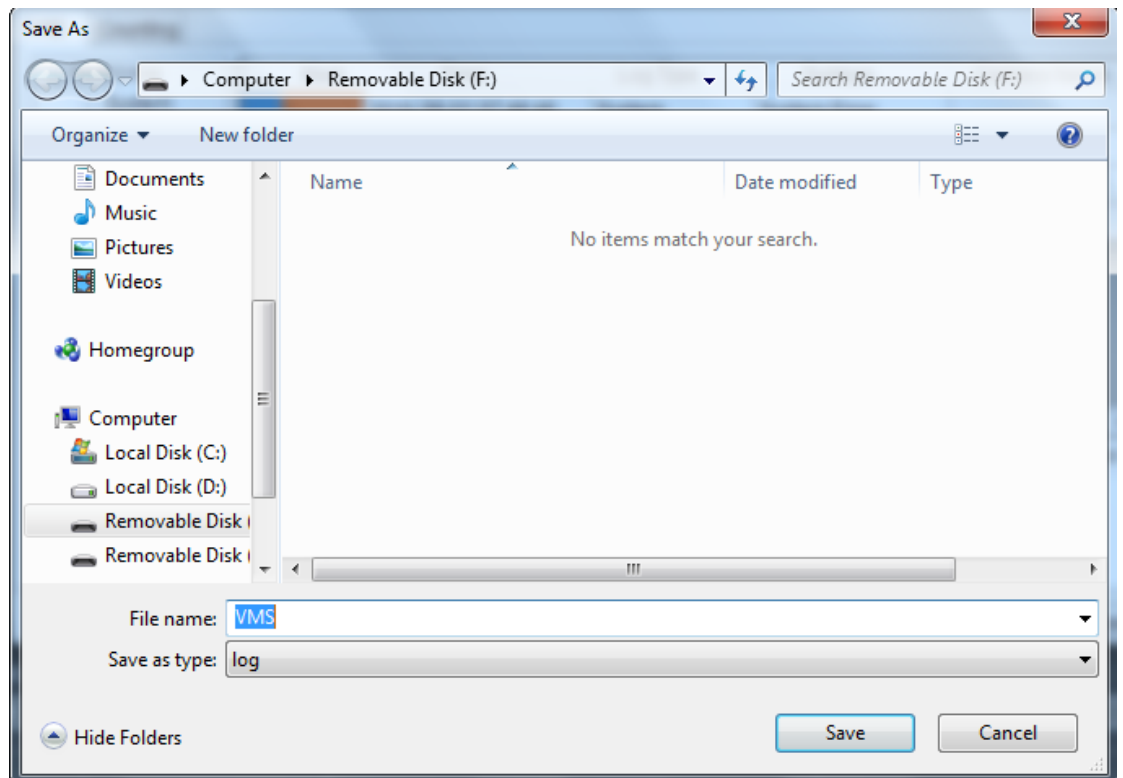 Save As
Computer Removable Disk (F:) Search Removable Disk (F:)
Organize New folder
Name Date modified Type
No items match your search.
Documents
Music
Pictures
Videos
Homegroup
Computer
Local Disk (C:)
Local Disk (D:)
Removable Disk (
Removable Disk (
File name: VMS
Save as type: log
Hide Folders Save Cancel